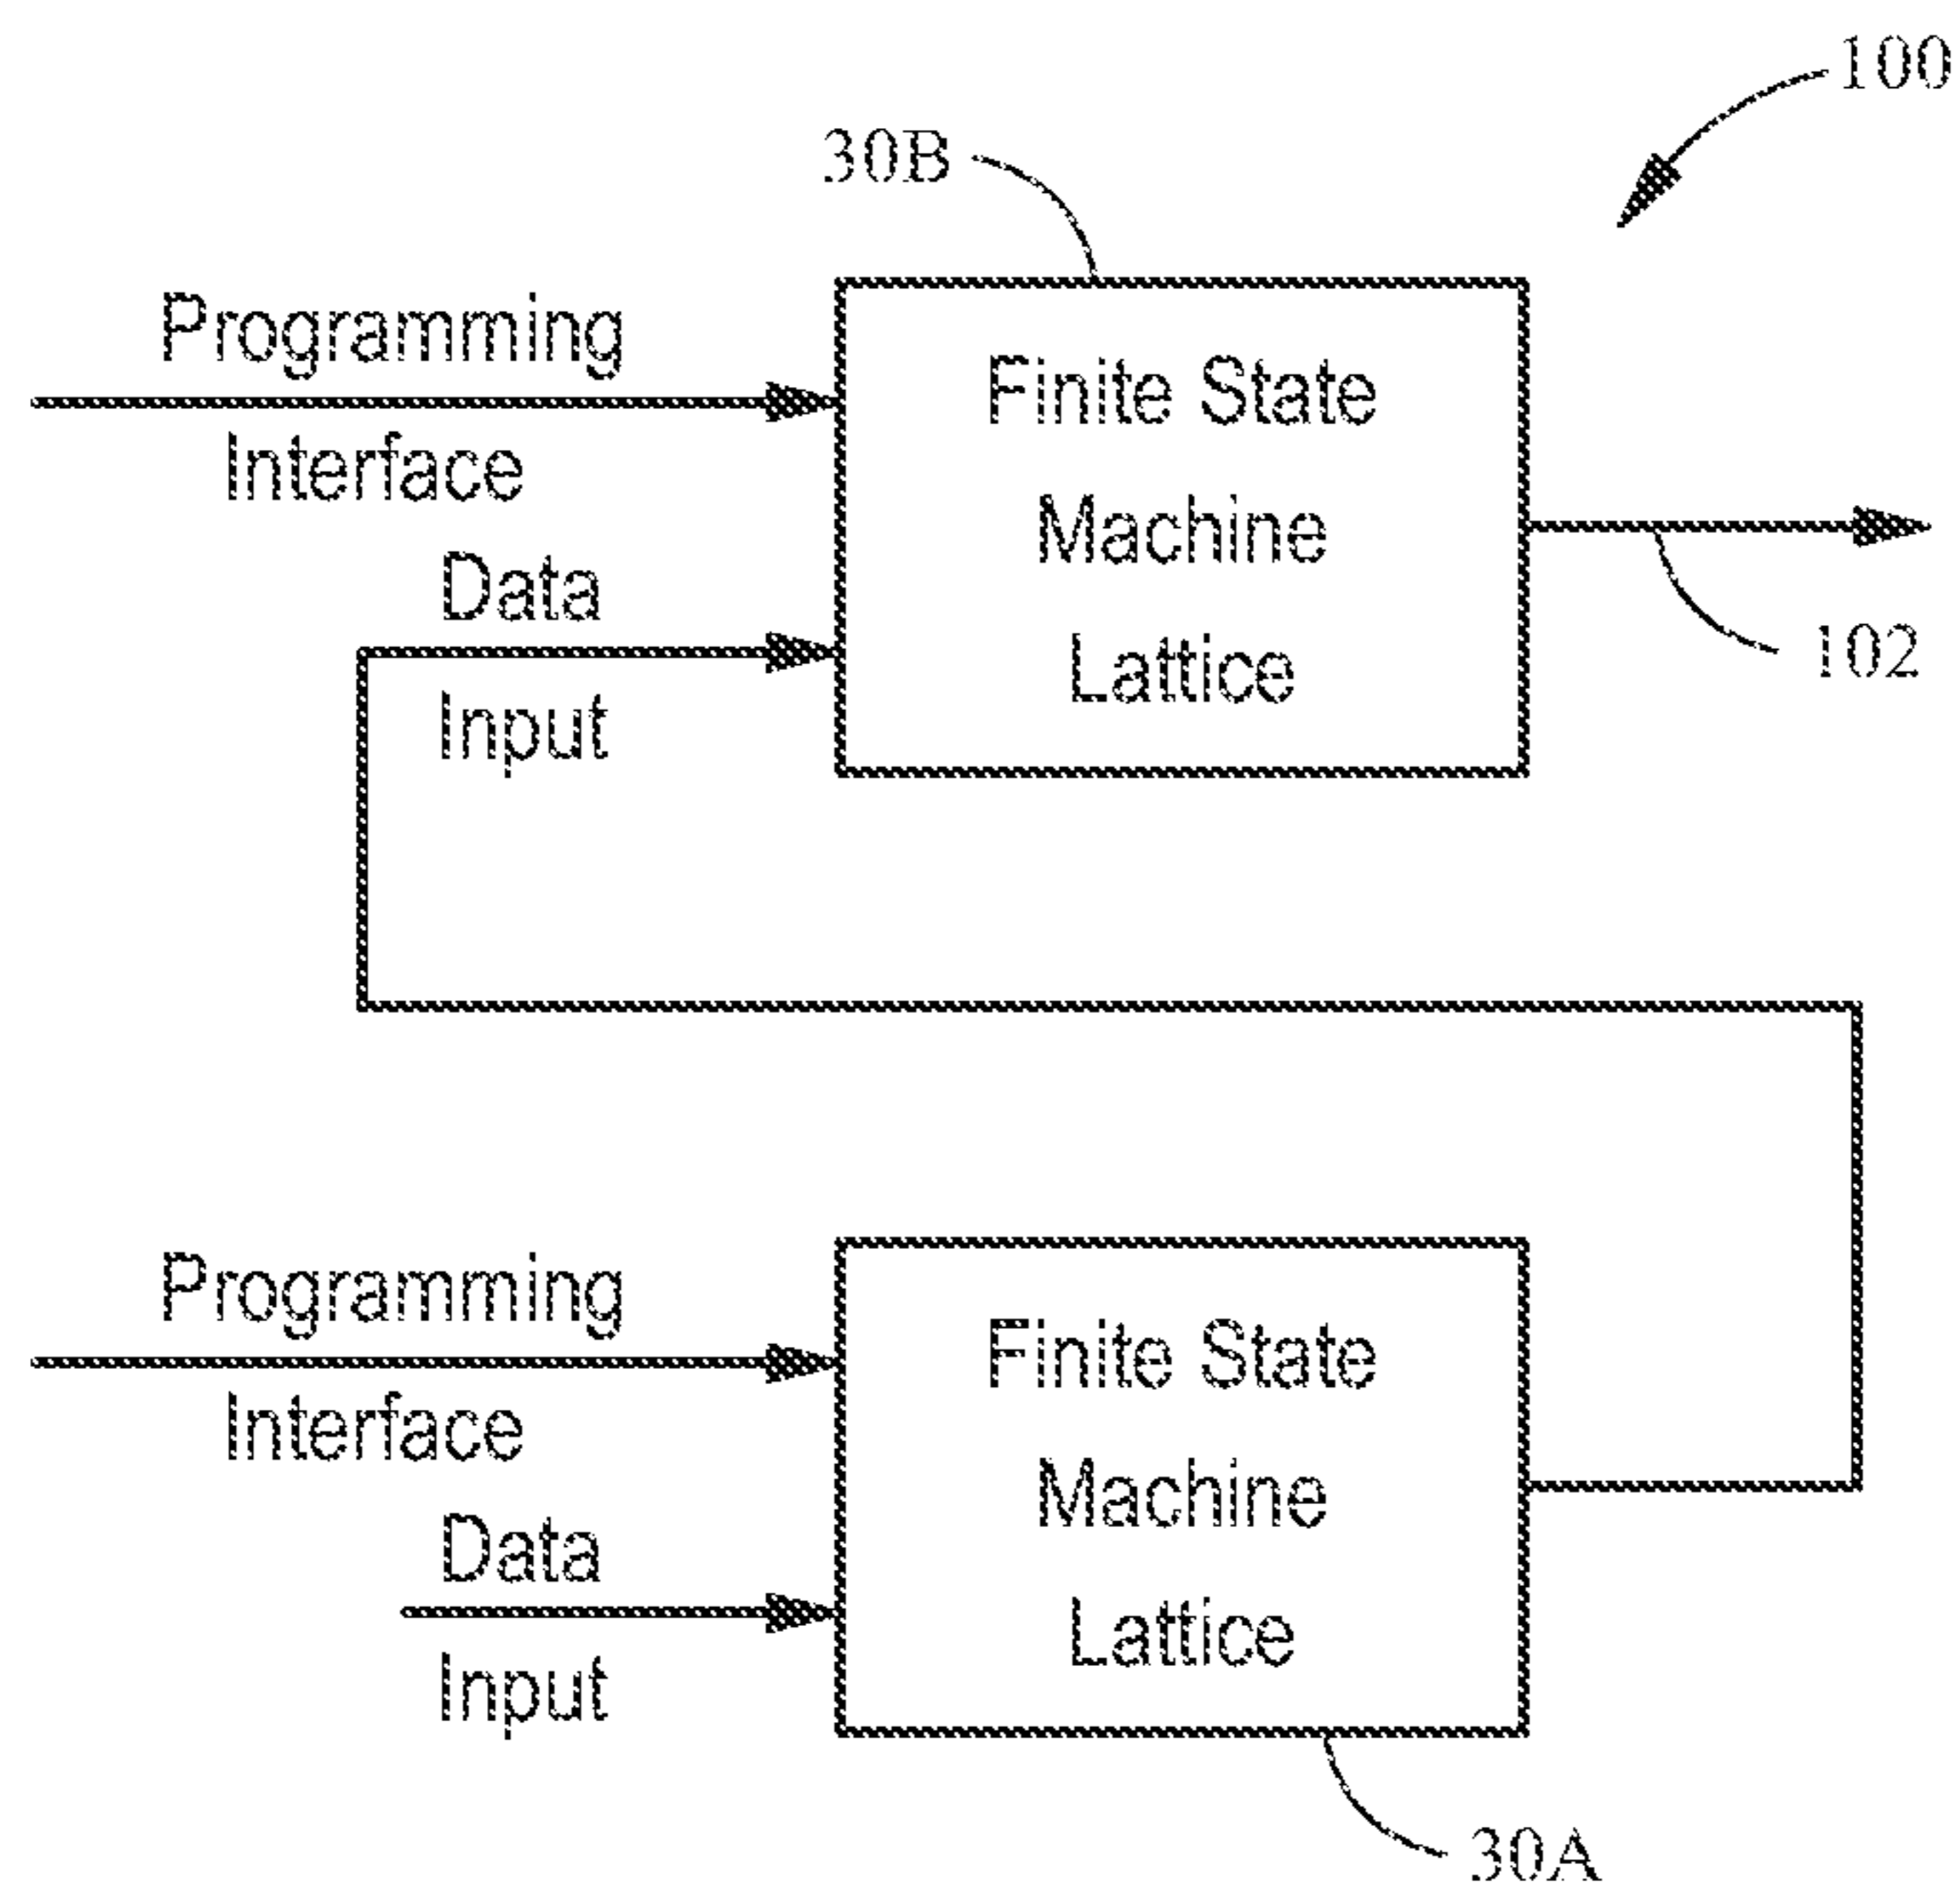 100
30B
Programming
Interface
Data
Input
Finite State
Machine
Lattice
102
Programming
Interface
Data
Input
Finite State
Machine
Lattice
30A